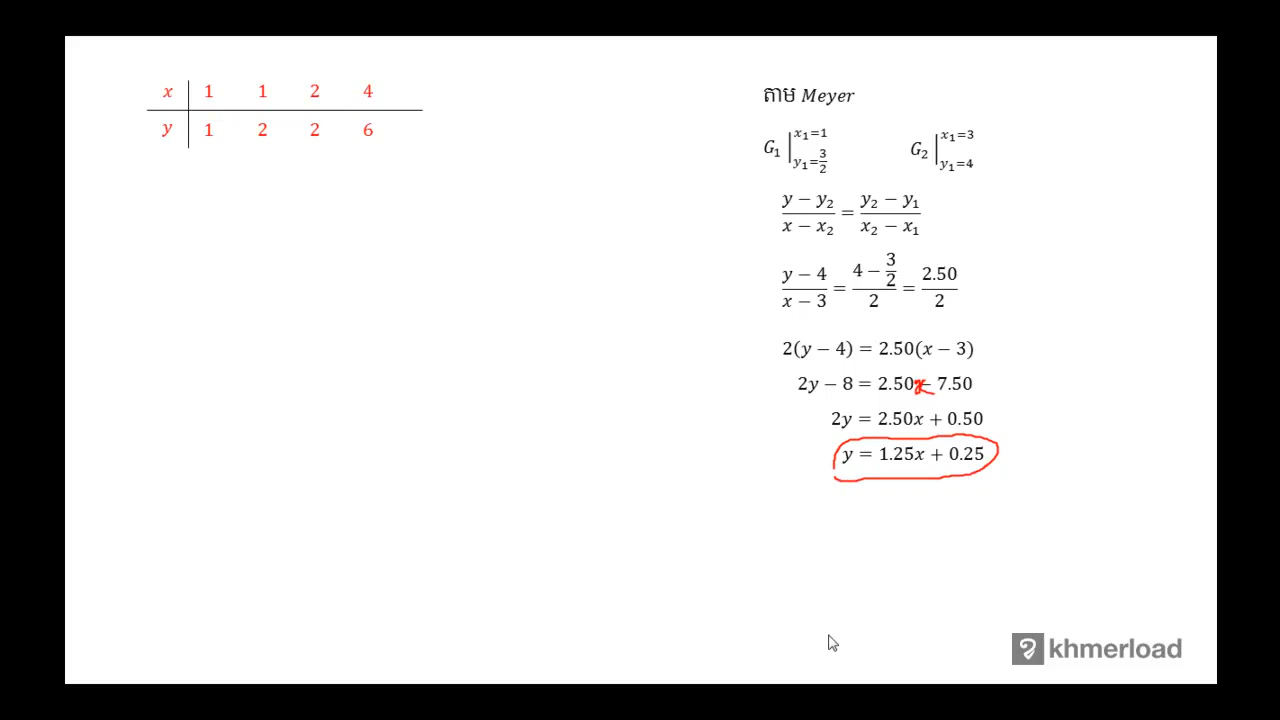 x 1 1 2 4
y 1 2 2 6
តាម Meyer
G₁ | x₁=1 y₁=3/2 G₂ | x₁=3 y₁=4
(y − y₂)/(x − x₂) = (y₂ − y₁)/(x₂ − x₁)
(y − 4)/(x − 3) = (4 − 3/2)/2 = 2.50/2
2(y − 4) = 2.50(x − 3)
2y − 8 = 2.50x − 7.50
2y = 2.50x + 0.50
y = 1.25x + 0.25
khmerload